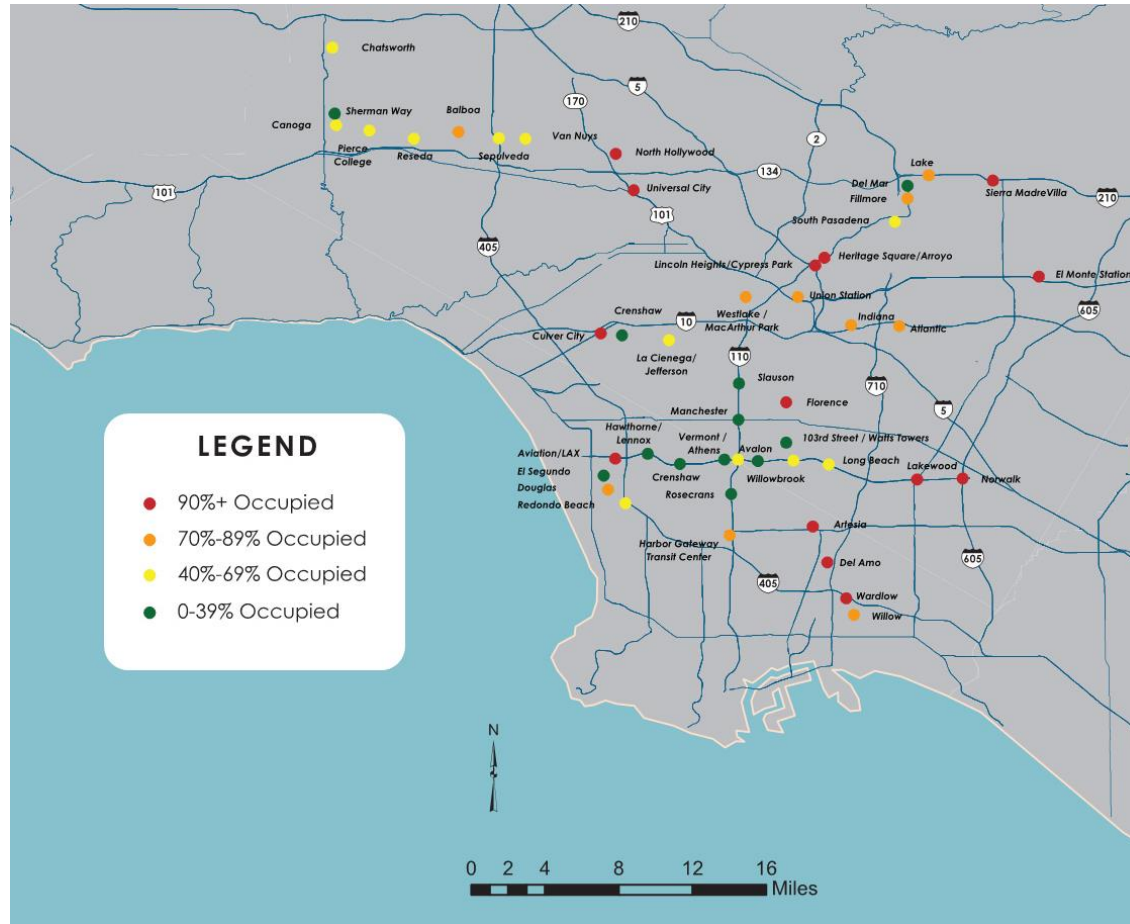 210
5
Chatsworth
170
Sherman Way
Balboa
Canoga
Pierce
College
Reseda
Sepulveda
Van Nuys
North Hollywood
2
134
Lake
Del Mar
Fillmore
Sierra MadreVilla
210
101
Universal City
101
South Pasadena
405
Heritage Square/Arroyo
Lincoln Heights/Cypress Park
El Monte Station
Union Station
605
Crenshaw
10
Westlake /
MacArthur Park
Indiana
Atlantic
Culver City
La Cienega/
Jefferson
110
Slauson
710
Florence
5
Manchester
Hawthorne/
Lennox
Vermont /
Athens
Avalon
103rd Street / Watts Towers
Aviation/LAX
Long Beach
Lakewood
El Segundo
Crenshaw
Willowbrook
Norwalk
Douglas
Rosecrans
Redondo Beach
Artesia
Harbor Gateway
Transit Center
605
Del Amo
405
Wardlow
Willow
LEGEND
90%+ Occupied
70%-89% Occupied
40%-69% Occupied
0-39% Occupied
N
0 2 4 8 12 16
Miles